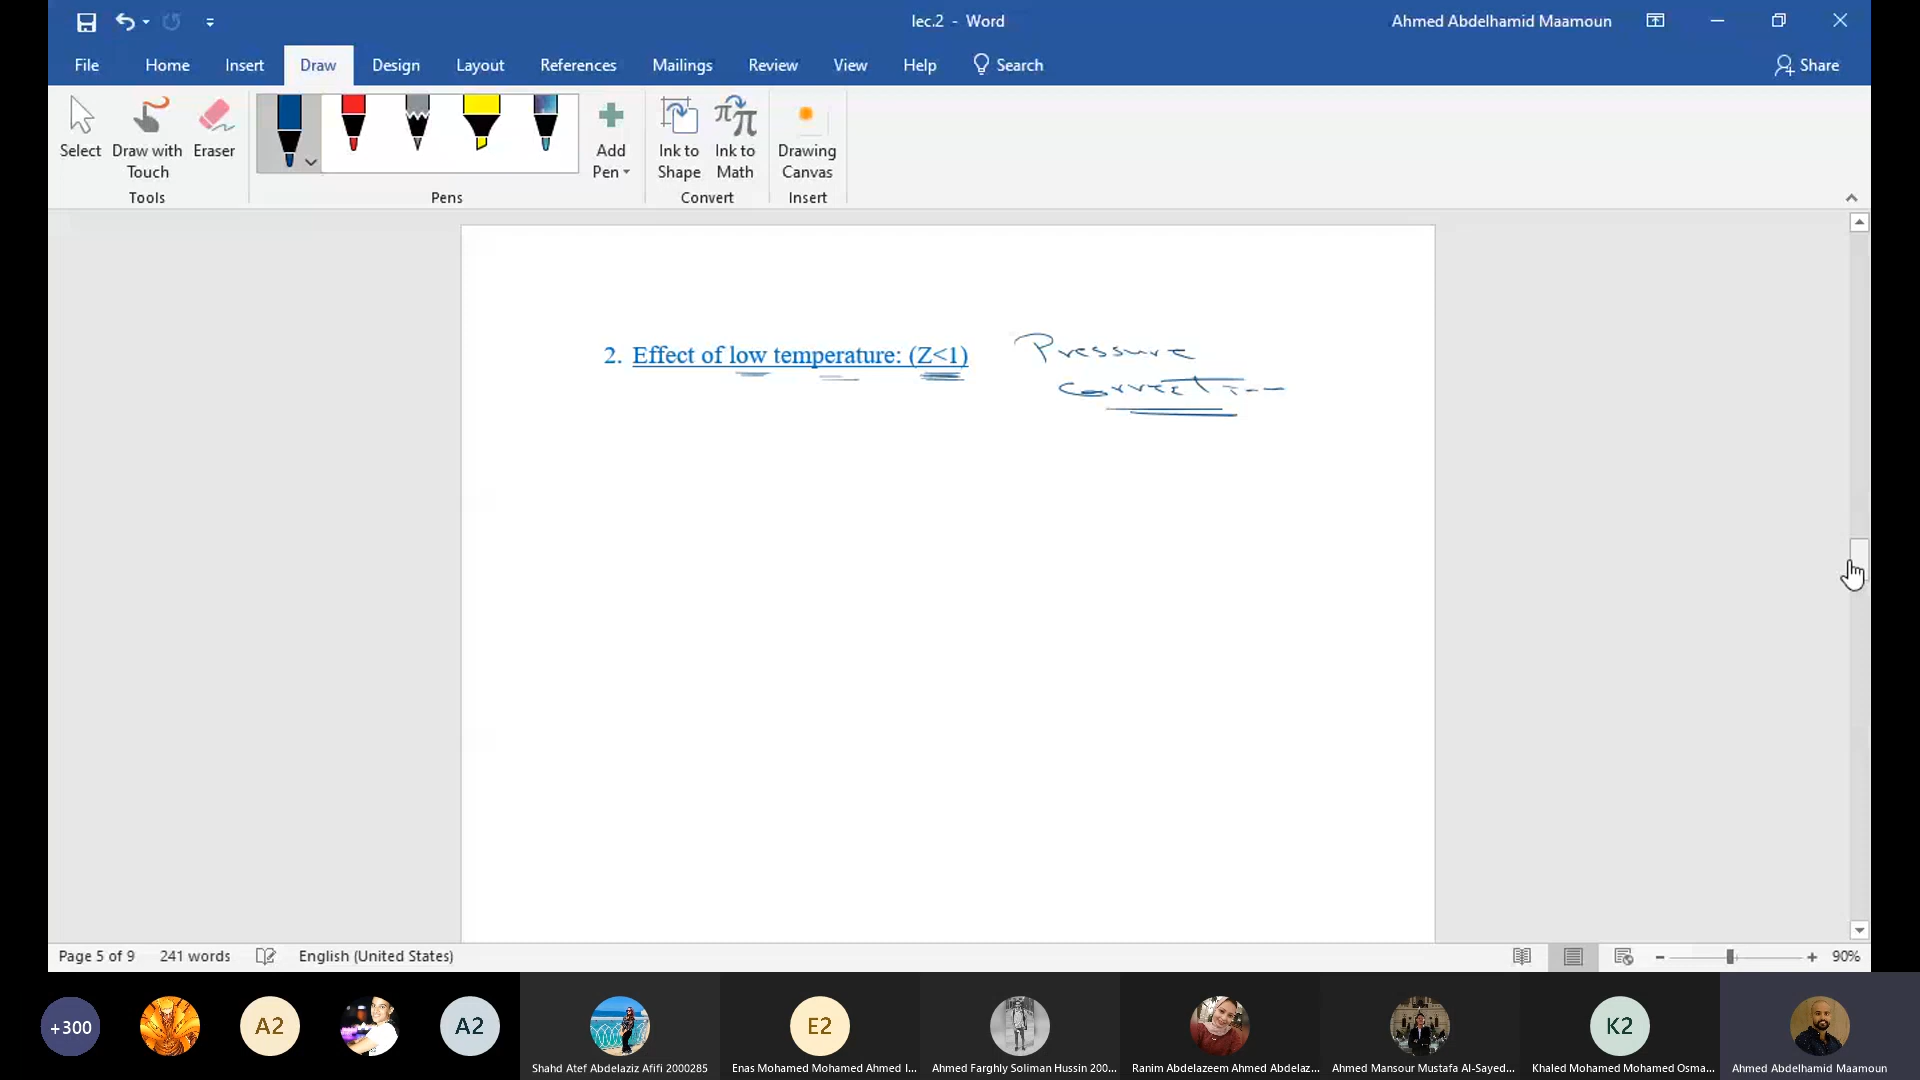 lec.2 - Word
Ahmed Abdelhamid Maamoun
File Home Insert Draw Design Layout References Mailings Review View Help Search Share
Select Draw with Touch Eraser
Add Pen
Ink to Shape
Ink to Math
Drawing Canvas
Tools Pens Convert Insert
2. Effect of low temperature: (Z<1)
Pressure
Correction
Page 5 of 9 241 words English (United States) 90%
+300 A2 A2 E2 K2
Shahd Atef Abdelaziz Afifi 2000285
Enas Mohamed Mohamed Ahmed I...
Ahmed Farghly Soliman Hussin 200...
Ranim Abdelazeem Ahmed Abdelaz...
Ahmed Mansour Mustafa Al-Sayed...
Khaled Mohamed Mohamed Osma...
Ahmed Abdelhamid Maamoun